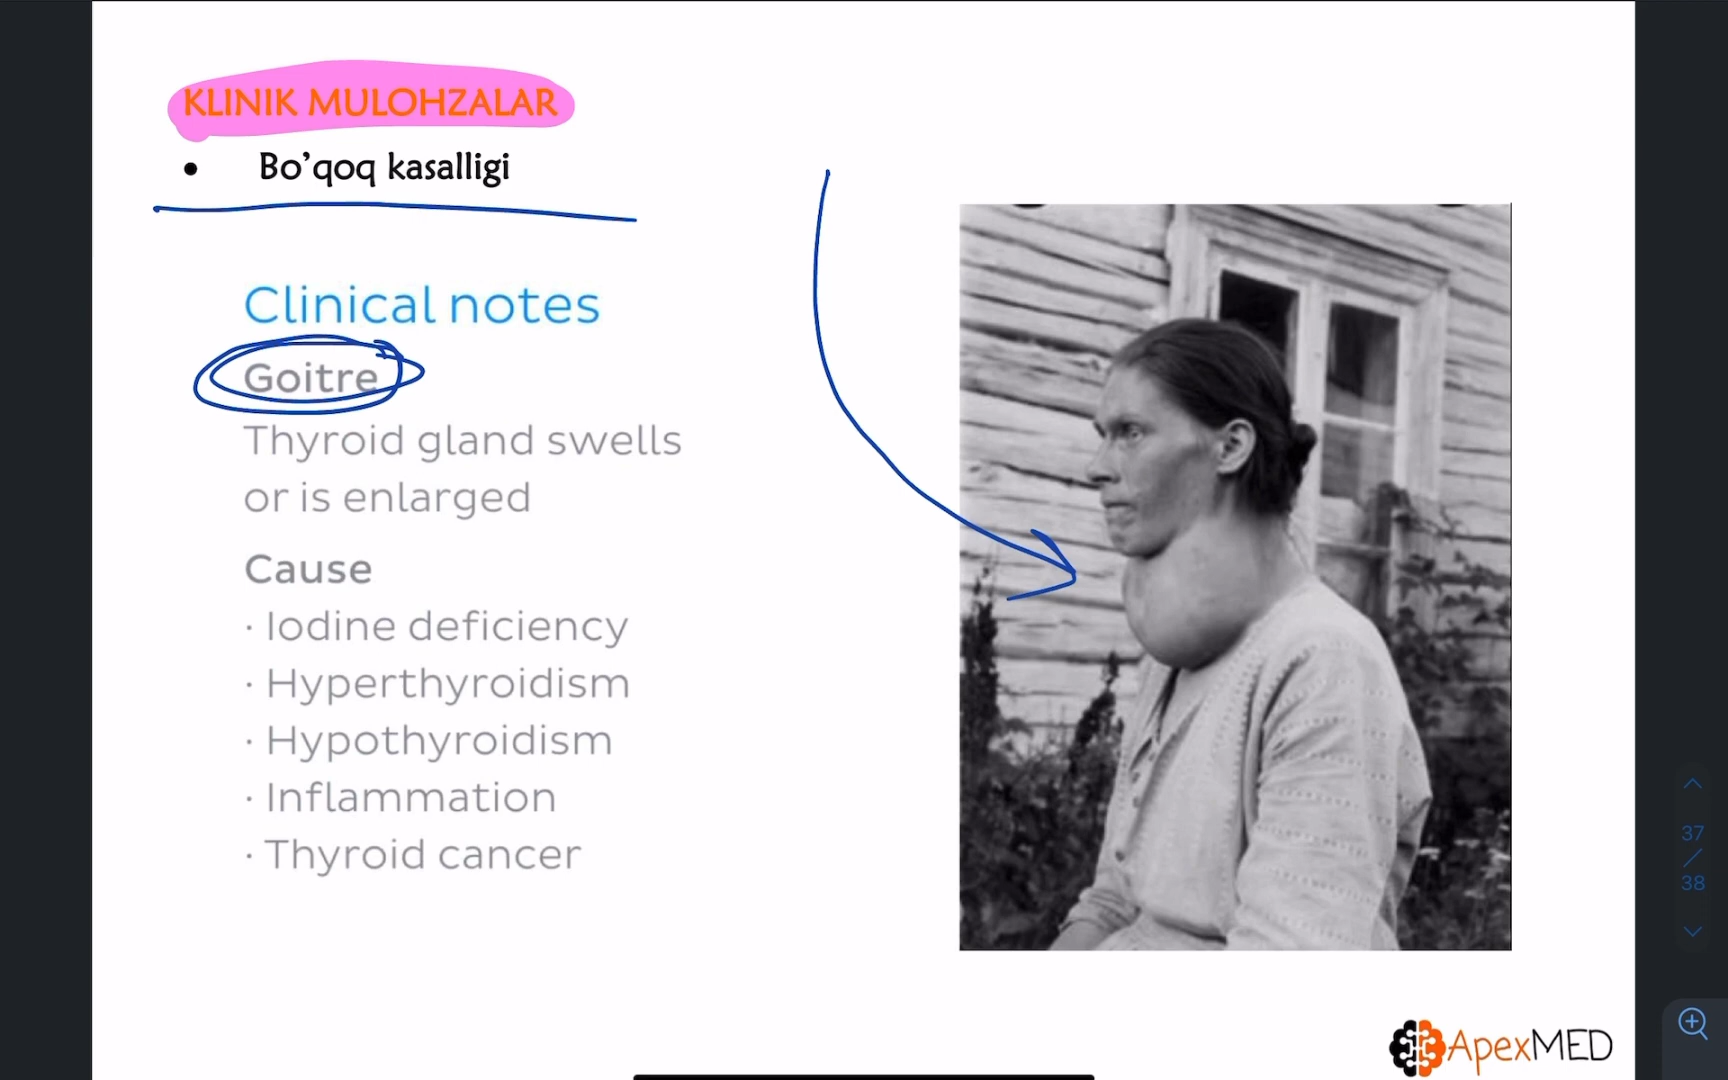 KLINIK MULOHZALAR
• Bo’qoq kasalligi
Clinical notes
Goitre
Thyroid gland swells
or is enlarged
Cause
· Iodine deficiency
· Hyperthyroidism
· Hypothyroidism
· Inflammation
· Thyroid cancer
37
/
38
ApexMED